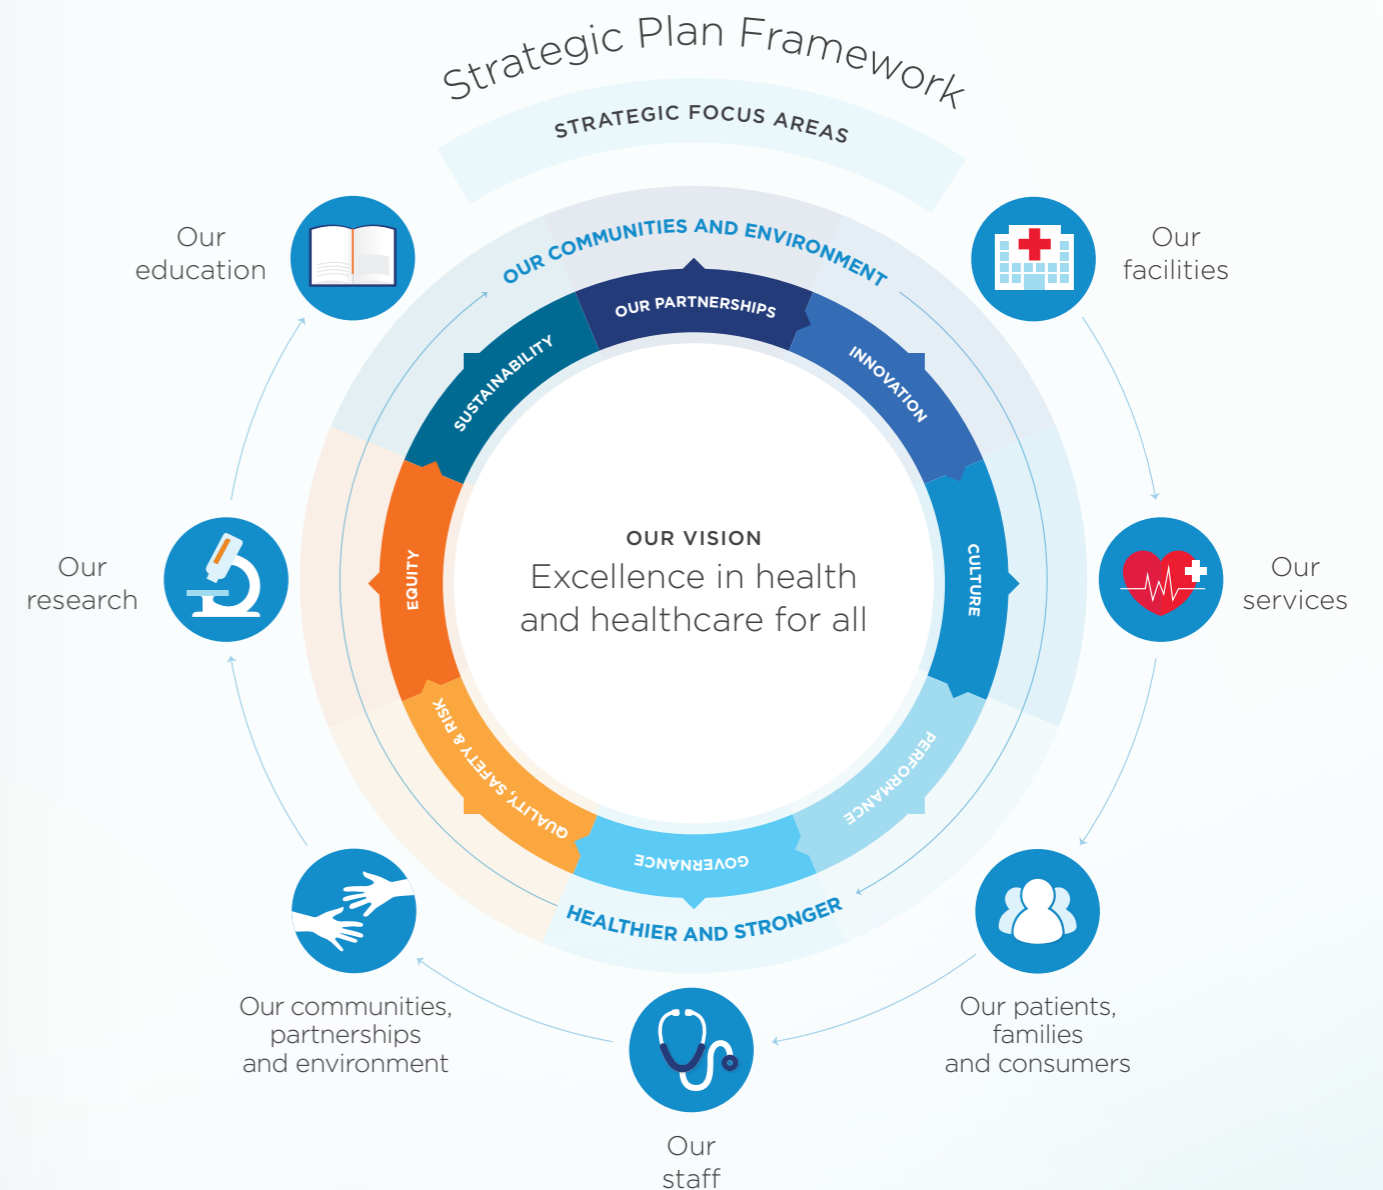 Strategic Plan Framework
STRATEGIC FOCUS AREAS
OUR COMMUNITIES AND ENVIRONMENT
OUR PARTNERSHIPS
INNOVATION
CULTURE
PERFORMANCE
GOVERNANCE
QUALITY, SAFETY & RISK
EQUITY
SUSTAINABILITY
HEALTHIER AND STRONGER
OUR VISION
Excellence in health
and healthcare for all
Our
facilities
Our
services
Our patients,
families
and consumers
Our
staff
Our communities,
partnerships
and environment
Our
research
Our
education